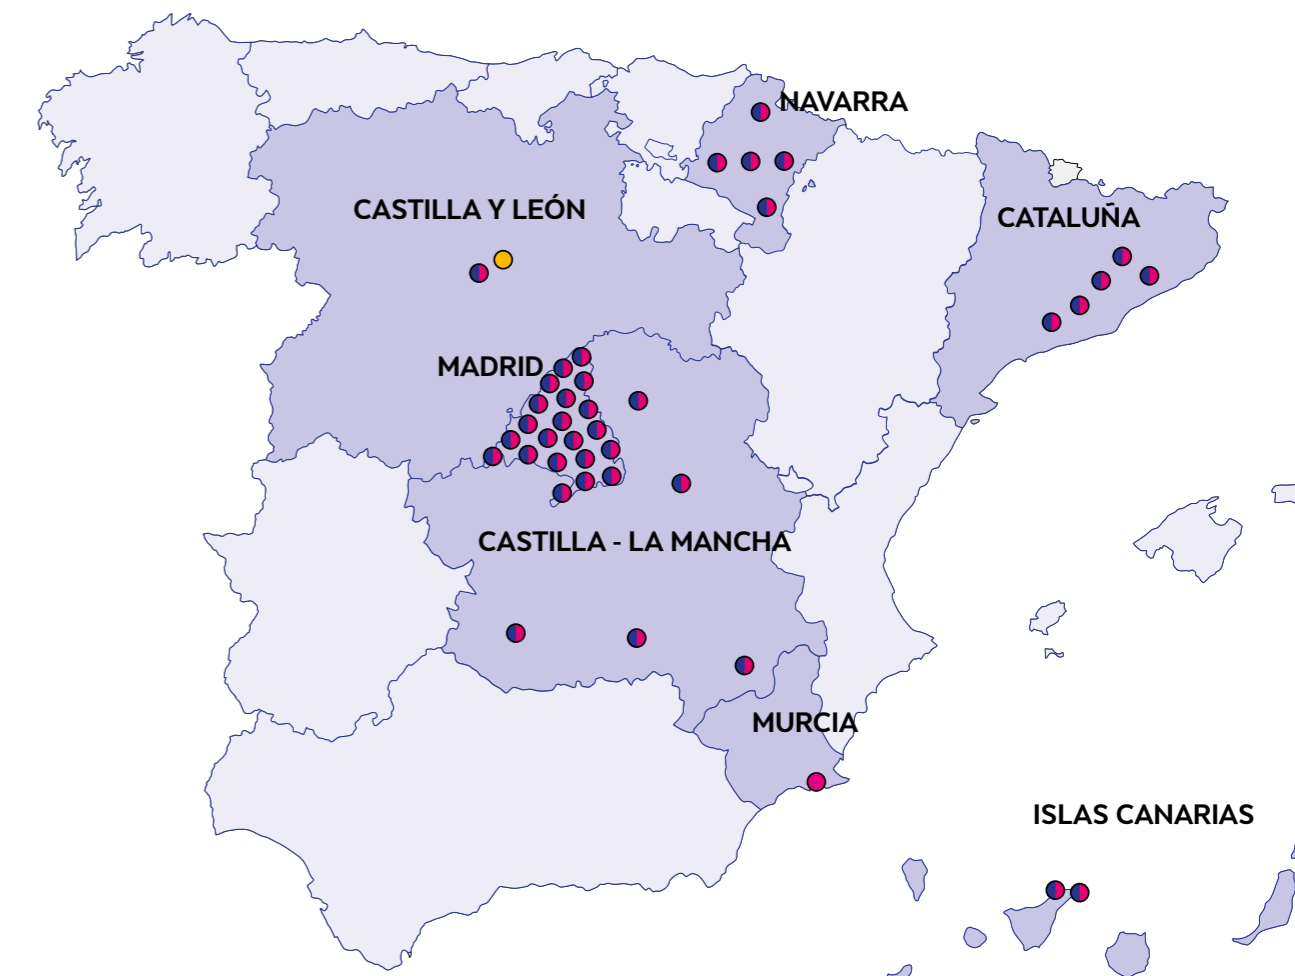 NAVARRA
CASTILLA Y LEÓN
CATALUÑA
MADRID
CASTILLA - LA MANCHA
MURCIA
ISLAS CANARIAS